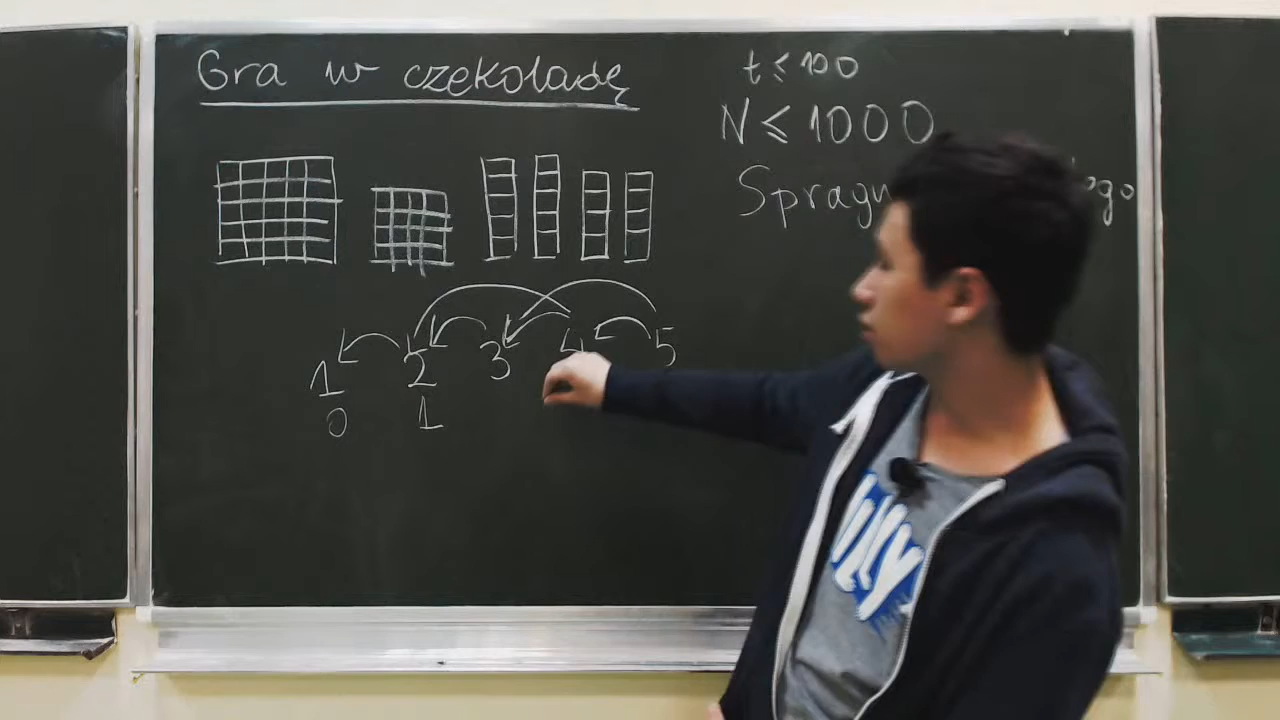 Gra w czekoladę
t ≤ 100
N ≤ 1000
1 2 3 4 5
0 1